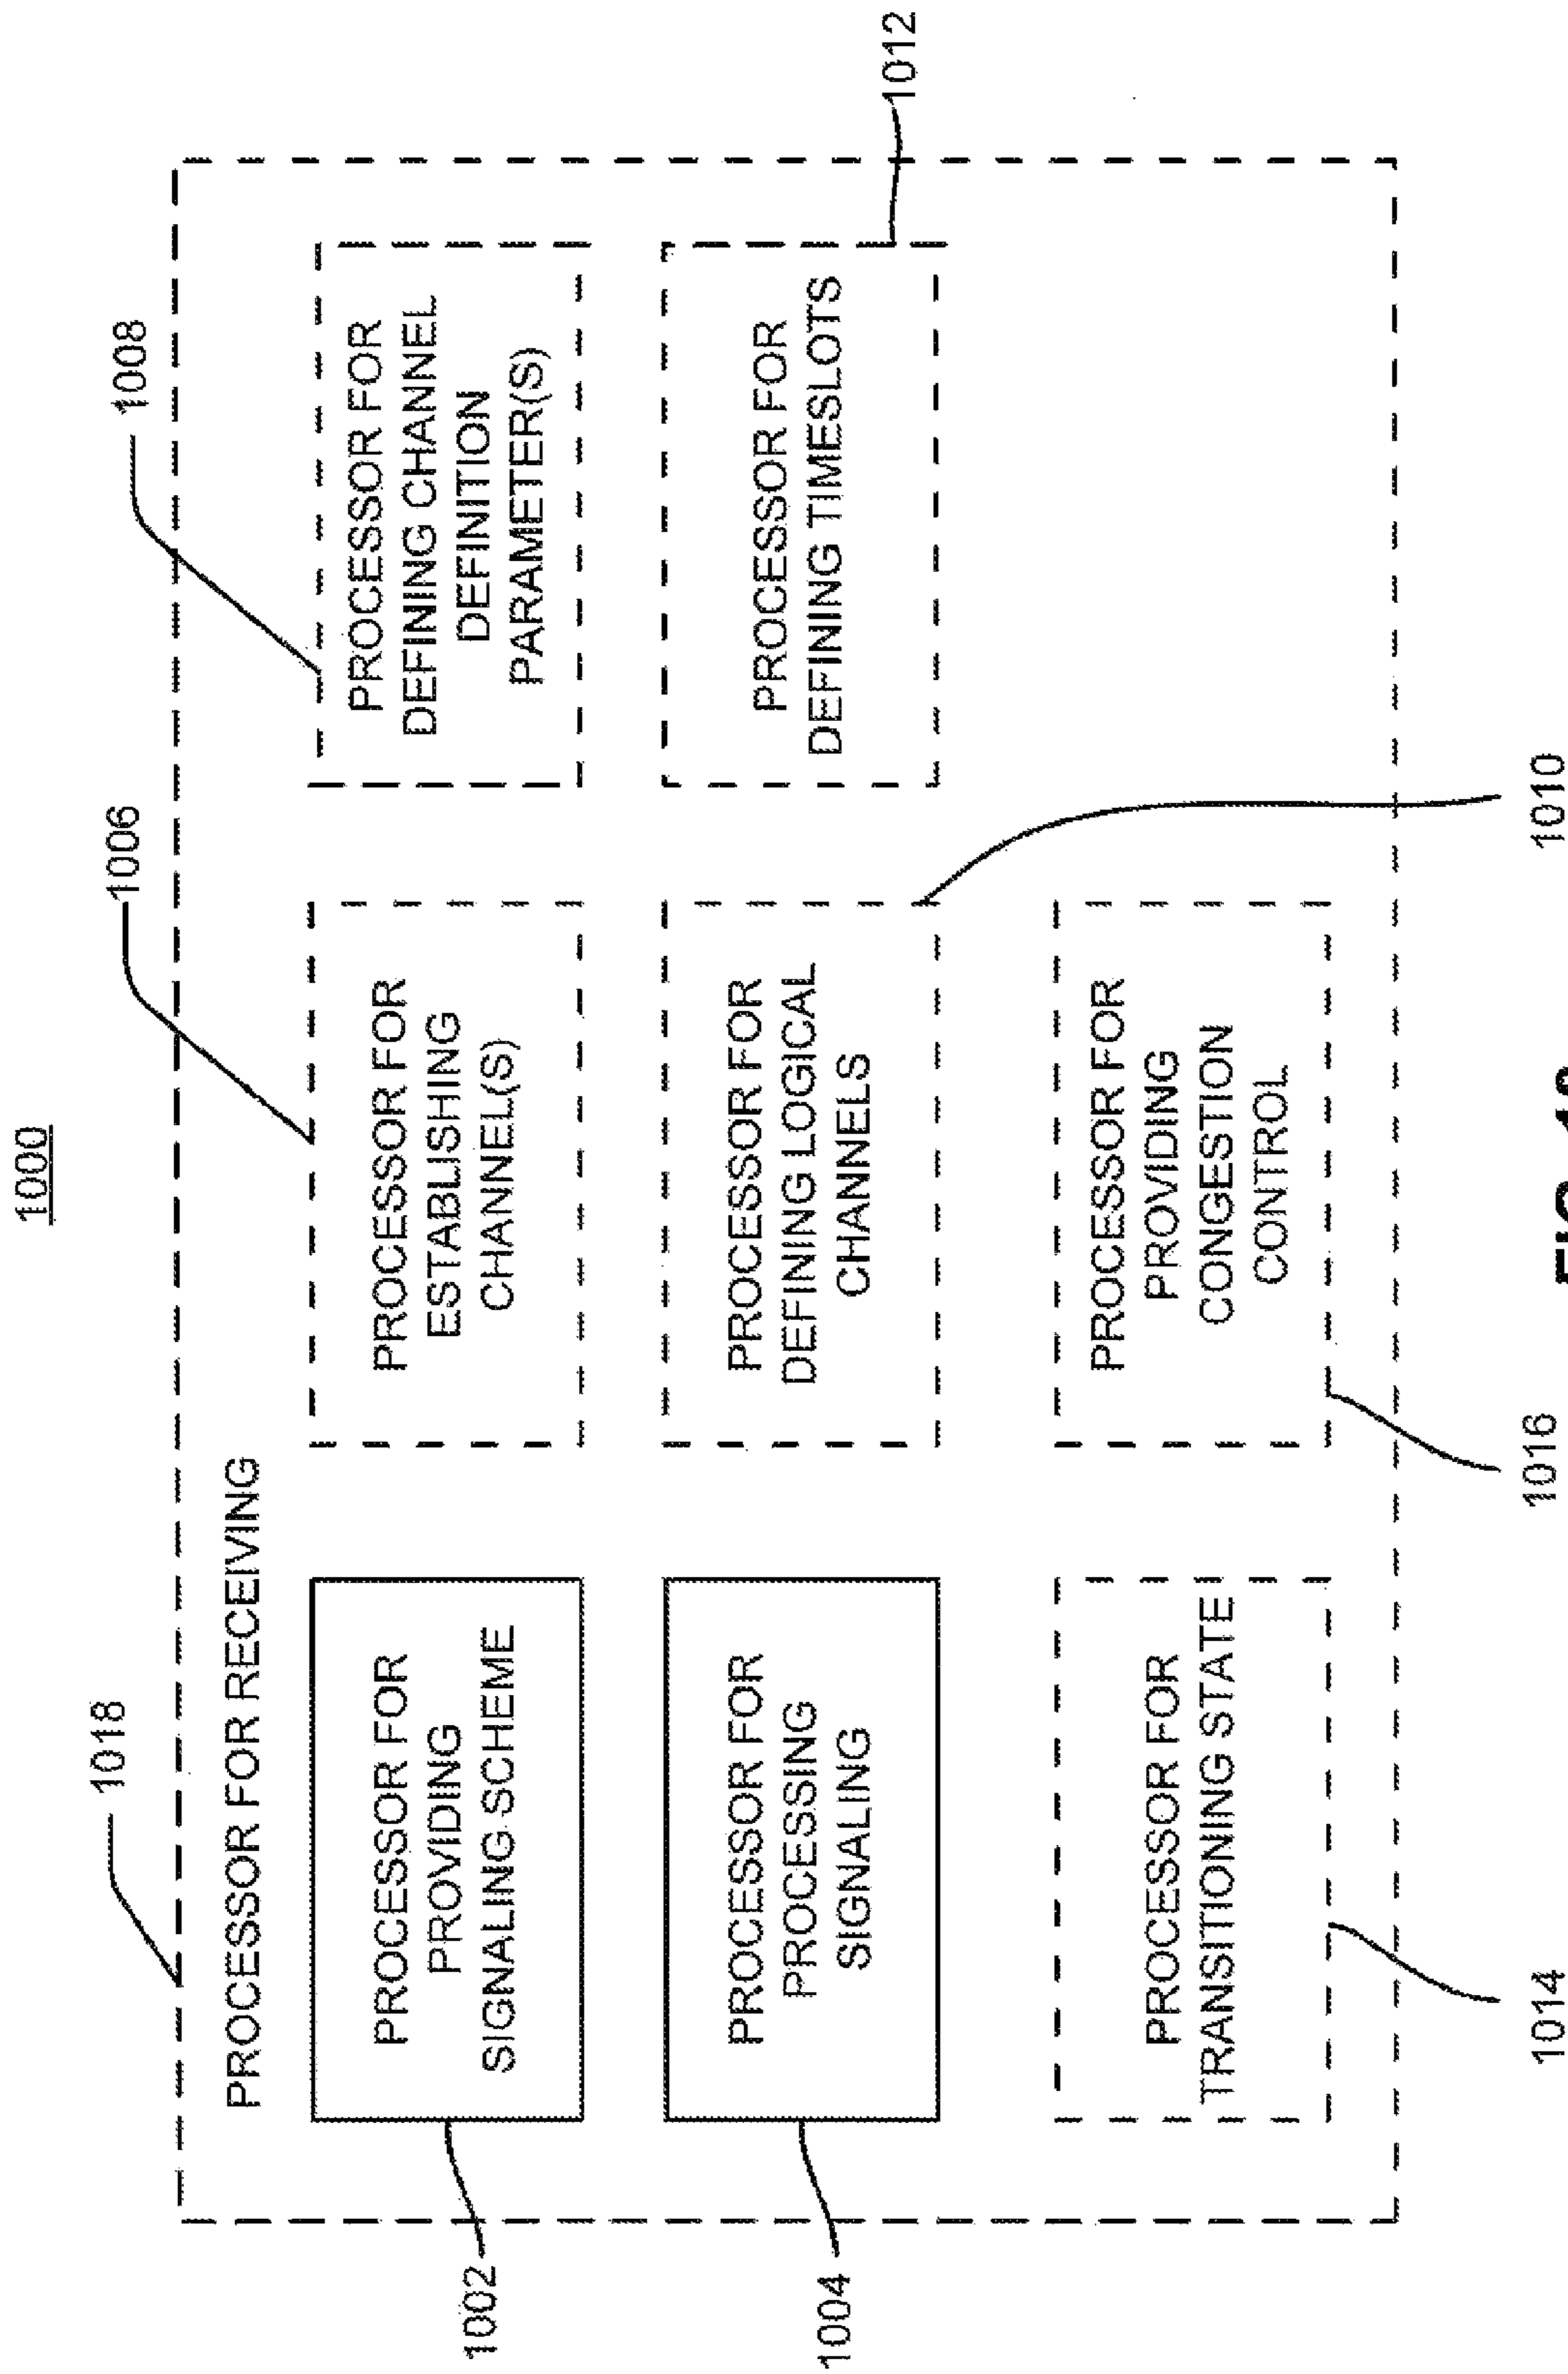 1000
1018
1006
1008
PROCESSOR FOR RECEIVING
1002
PROCESSOR FOR
PROVIDING
SIGNALING SCHEME
PROCESSOR FOR
ESTABLISHING
CHANNEL(S)
PROCESSOR FOR
DEFINING CHANNEL
DEFINITION
PARAMETER(S)
1004
PROCESSOR FOR
PROCESSING
SIGNALING
PROCESSOR FOR
DEFINING LOGICAL
CHANNELS
PROCESSOR FOR
DEFINING TIMESLOTS
1012
PROCESSOR FOR
TRANSITIONING STATE
PROCESSOR FOR
PROVIDING
CONGESTION
CONTROL
1014
1016
1010
FIG. 10